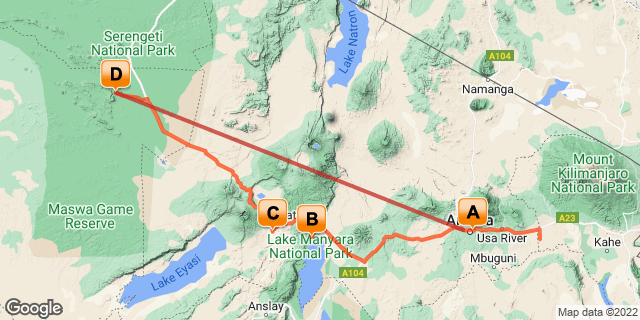 Serengeti
National Park
D
Lake Natron
A104
Namanga
Mount
Kilimanjaro
National Park
Maswa Game
Reserve
C
B
A
A23
Usa River
Kahe
Lake Manyara
National Park
Mbuguni
Lake Eyasi
A104
Anslay
Google
Map data ©2022